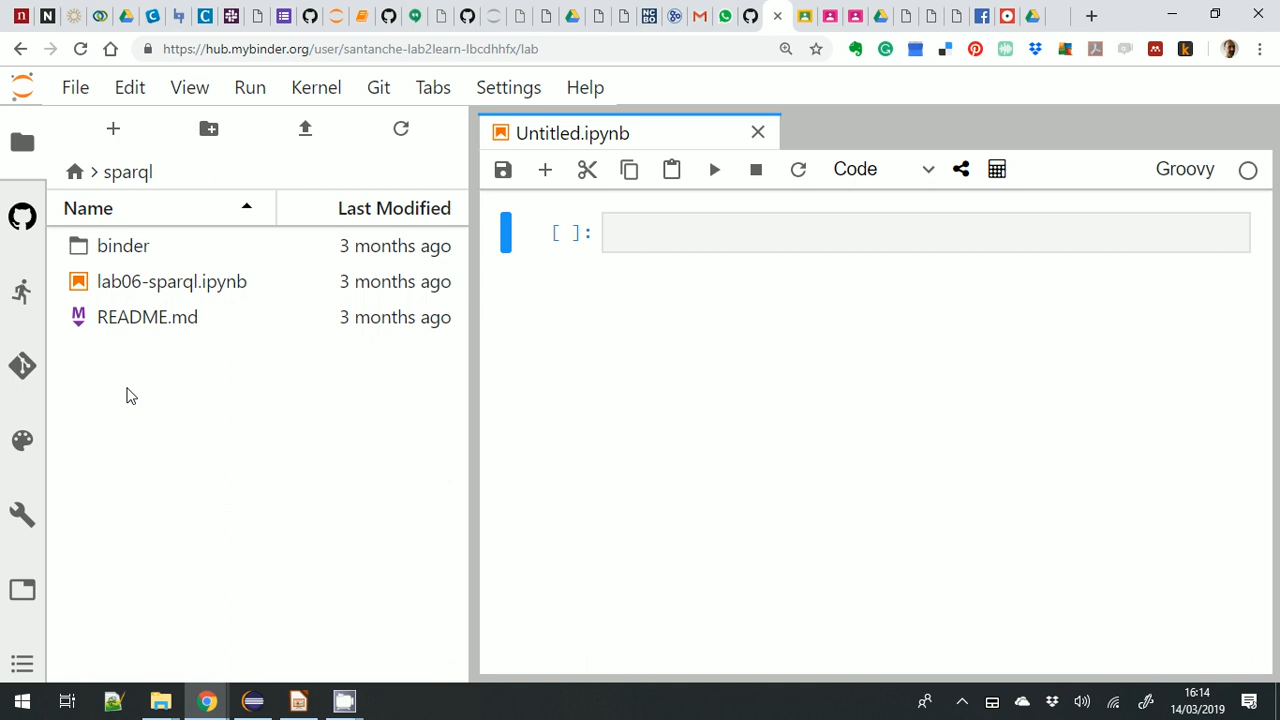 https://hub.mybinder.org/user/santanche-lab2learn-lbcdhhfx/lab
File Edit View Run Kernel Git Tabs Settings Help
Untitled.ipynb
> sparql
Code
Groovy
Name Last Modified
[ ]:
binder 3 months ago
lab06-sparql.ipynb 3 months ago
README.md 3 months ago
16:14
14/03/2019